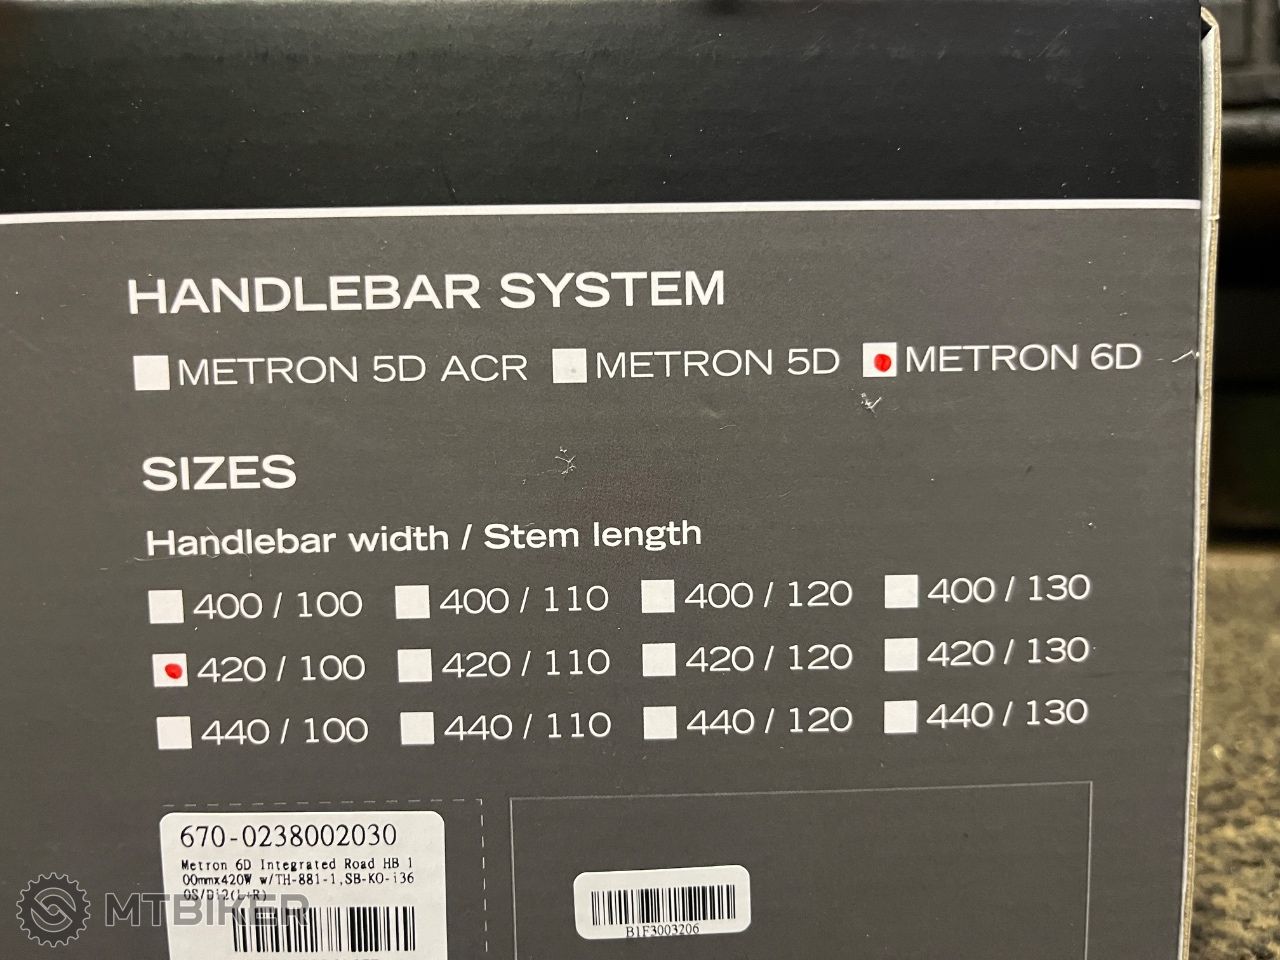 HANDLEBAR SYSTEM
METRON 5D ACR METRON 5D METRON 6D
SIZES
Handlebar width / Stem length
400 / 100 400 / 110 400 / 120 400 / 130
420 / 100 420 / 110 420 / 120 420 / 130
440 / 100 440 / 110 440 / 120 440 / 130
670-0238002030
Metron 6D Integrated Road HB 1
00mmx420W w/TH-881-1,SB-KO-i36
0S/Di2(L+R)
B1F3003206
MTBIKER